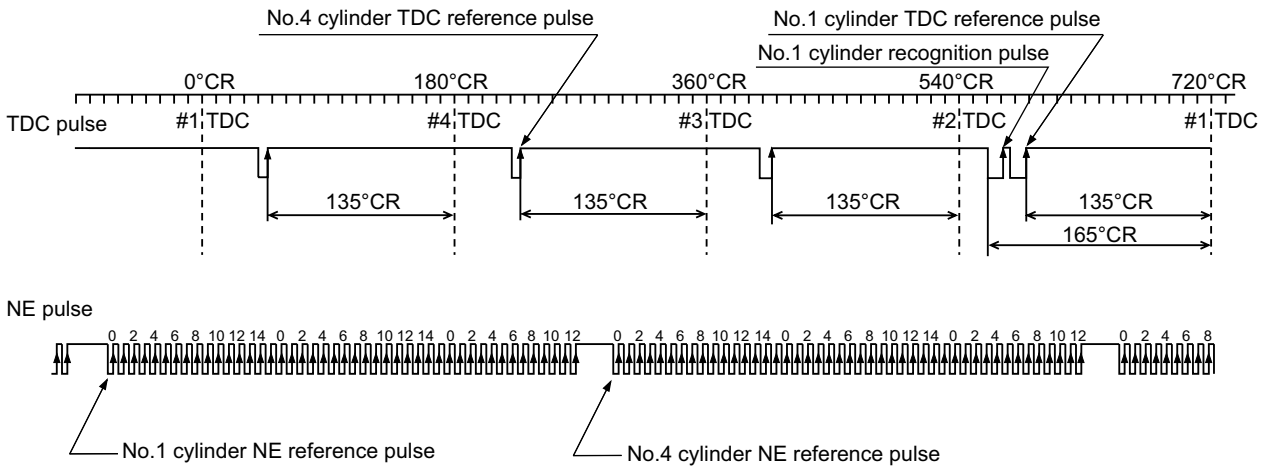 No.4 cylinder TDC reference pulse
No.1 cylinder TDC reference pulse
No.1 cylinder recognition pulse
0°CR 180°CR 360°CR 540°CR 720°CR
TDC pulse
#1 TDC #4 TDC #3 TDC #2 TDC #1 TDC
135°CR 135°CR 135°CR 135°CR
165°CR
NE pulse
0 2 4 6 8 10 12 14 0 2 4 6 8 10 12 14 0 2 4 6 8 10 12 0 2 4 6 8 10 12 14 0 2 4 6 8 10 12 14 0 2 4 6 8 10 12 0 2 4 6 8
No.1 cylinder NE reference pulse
No.4 cylinder NE reference pulse